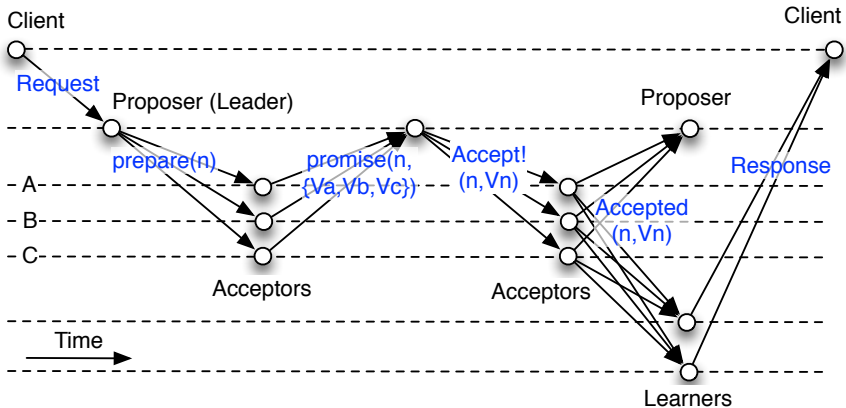 Client
Client
Request
Proposer (Leader)
Proposer
prepare(n)
promise(n,
{Va,Vb,Vc})
Accept!
(n,Vn)
Response
A
B
C
Accepted
(n,Vn)
Acceptors
Acceptors
Time
Learners